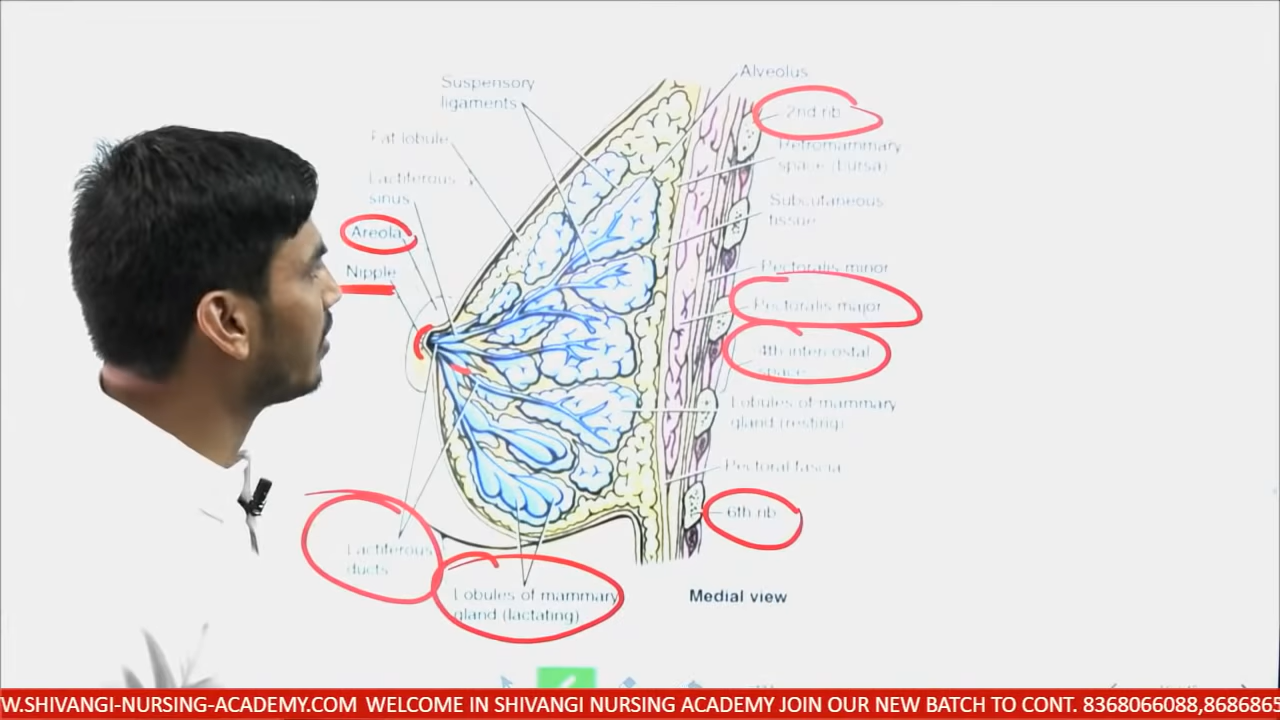 Suspensory
ligaments
Alveolus
2nd rib
Fat lobule
Retromammary
space (bursa)
Lactiferous
sinus
Subcutaneous
tissue
Areola
Nipple
Pectoralis minor
Pectoralis major
4th intercostal
space
Lobules of mammary
gland (resting)
Pectoral fascia
6th rib
Lactiferous
ducts
Lobules of mammary
gland (lactating)
Medial view
W.SHIVANGI-NURSING-ACADEMY.COM WELCOME IN SHIVANGI NURSING ACADEMY JOIN OUR NEW BATCH TO CONT. 8368066088,868686